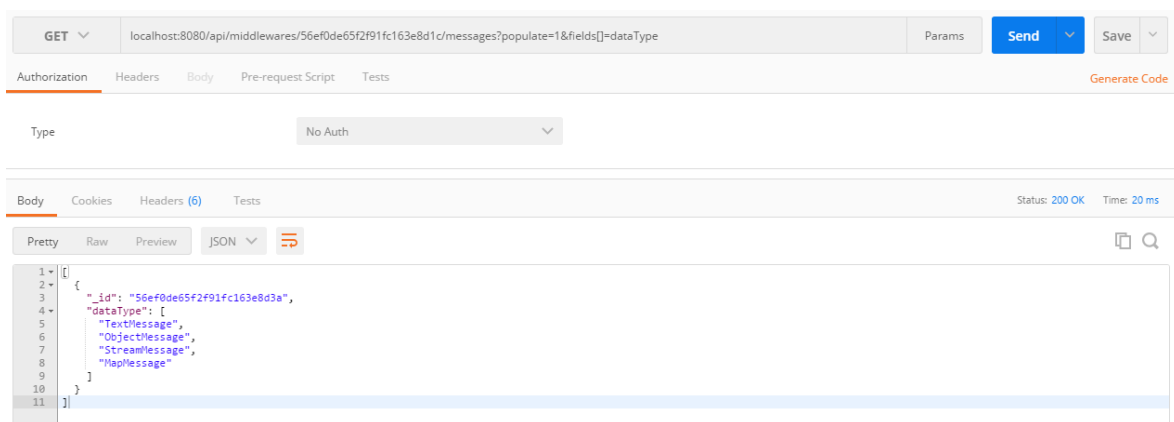 GET localhost:8080/api/middlewares/56ef0de65f2f91fc163e8d1c/messages?populate=1&fields[]=dataType Params Send Save
Authorization Headers Body Pre-request Script Tests Generate Code
Type No Auth
Body Cookies Headers (6) Tests Status: 200 OK Time: 20 ms
Pretty Raw Preview JSON
1 [
2 {
3 "_id": "56ef0de65f2f91fc163e8d3a",
4 "dataType": [
5 "TextMessage",
6 "ObjectMessage",
7 "StreamMessage",
8 "MapMessage"
9 ]
10 }
11 ]